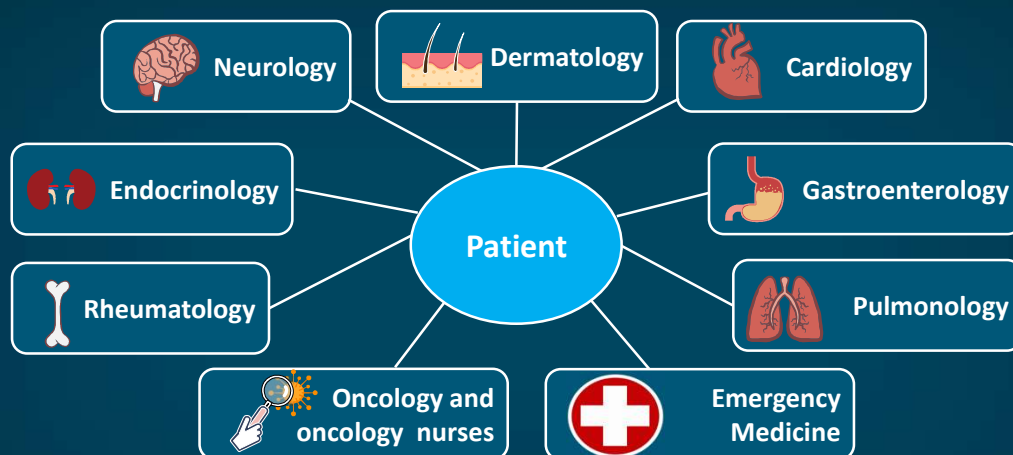 Neurology
Dermatology
Cardiology
Endocrinology
Gastroenterology
Patient
Rheumatology
Pulmonology
Oncology and
oncology nurses
Emergency
Medicine